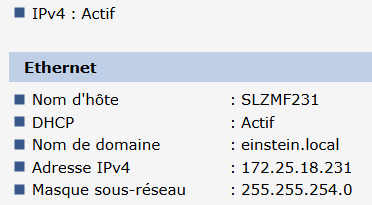 IPv4 : Actif
Ethernet
Nom d'hôte : SLZMF231
DHCP : Actif
Nom de domaine : einstein.local
Adresse IPv4 : 172.25.18.231
Masque sous-réseau : 255.255.254.0